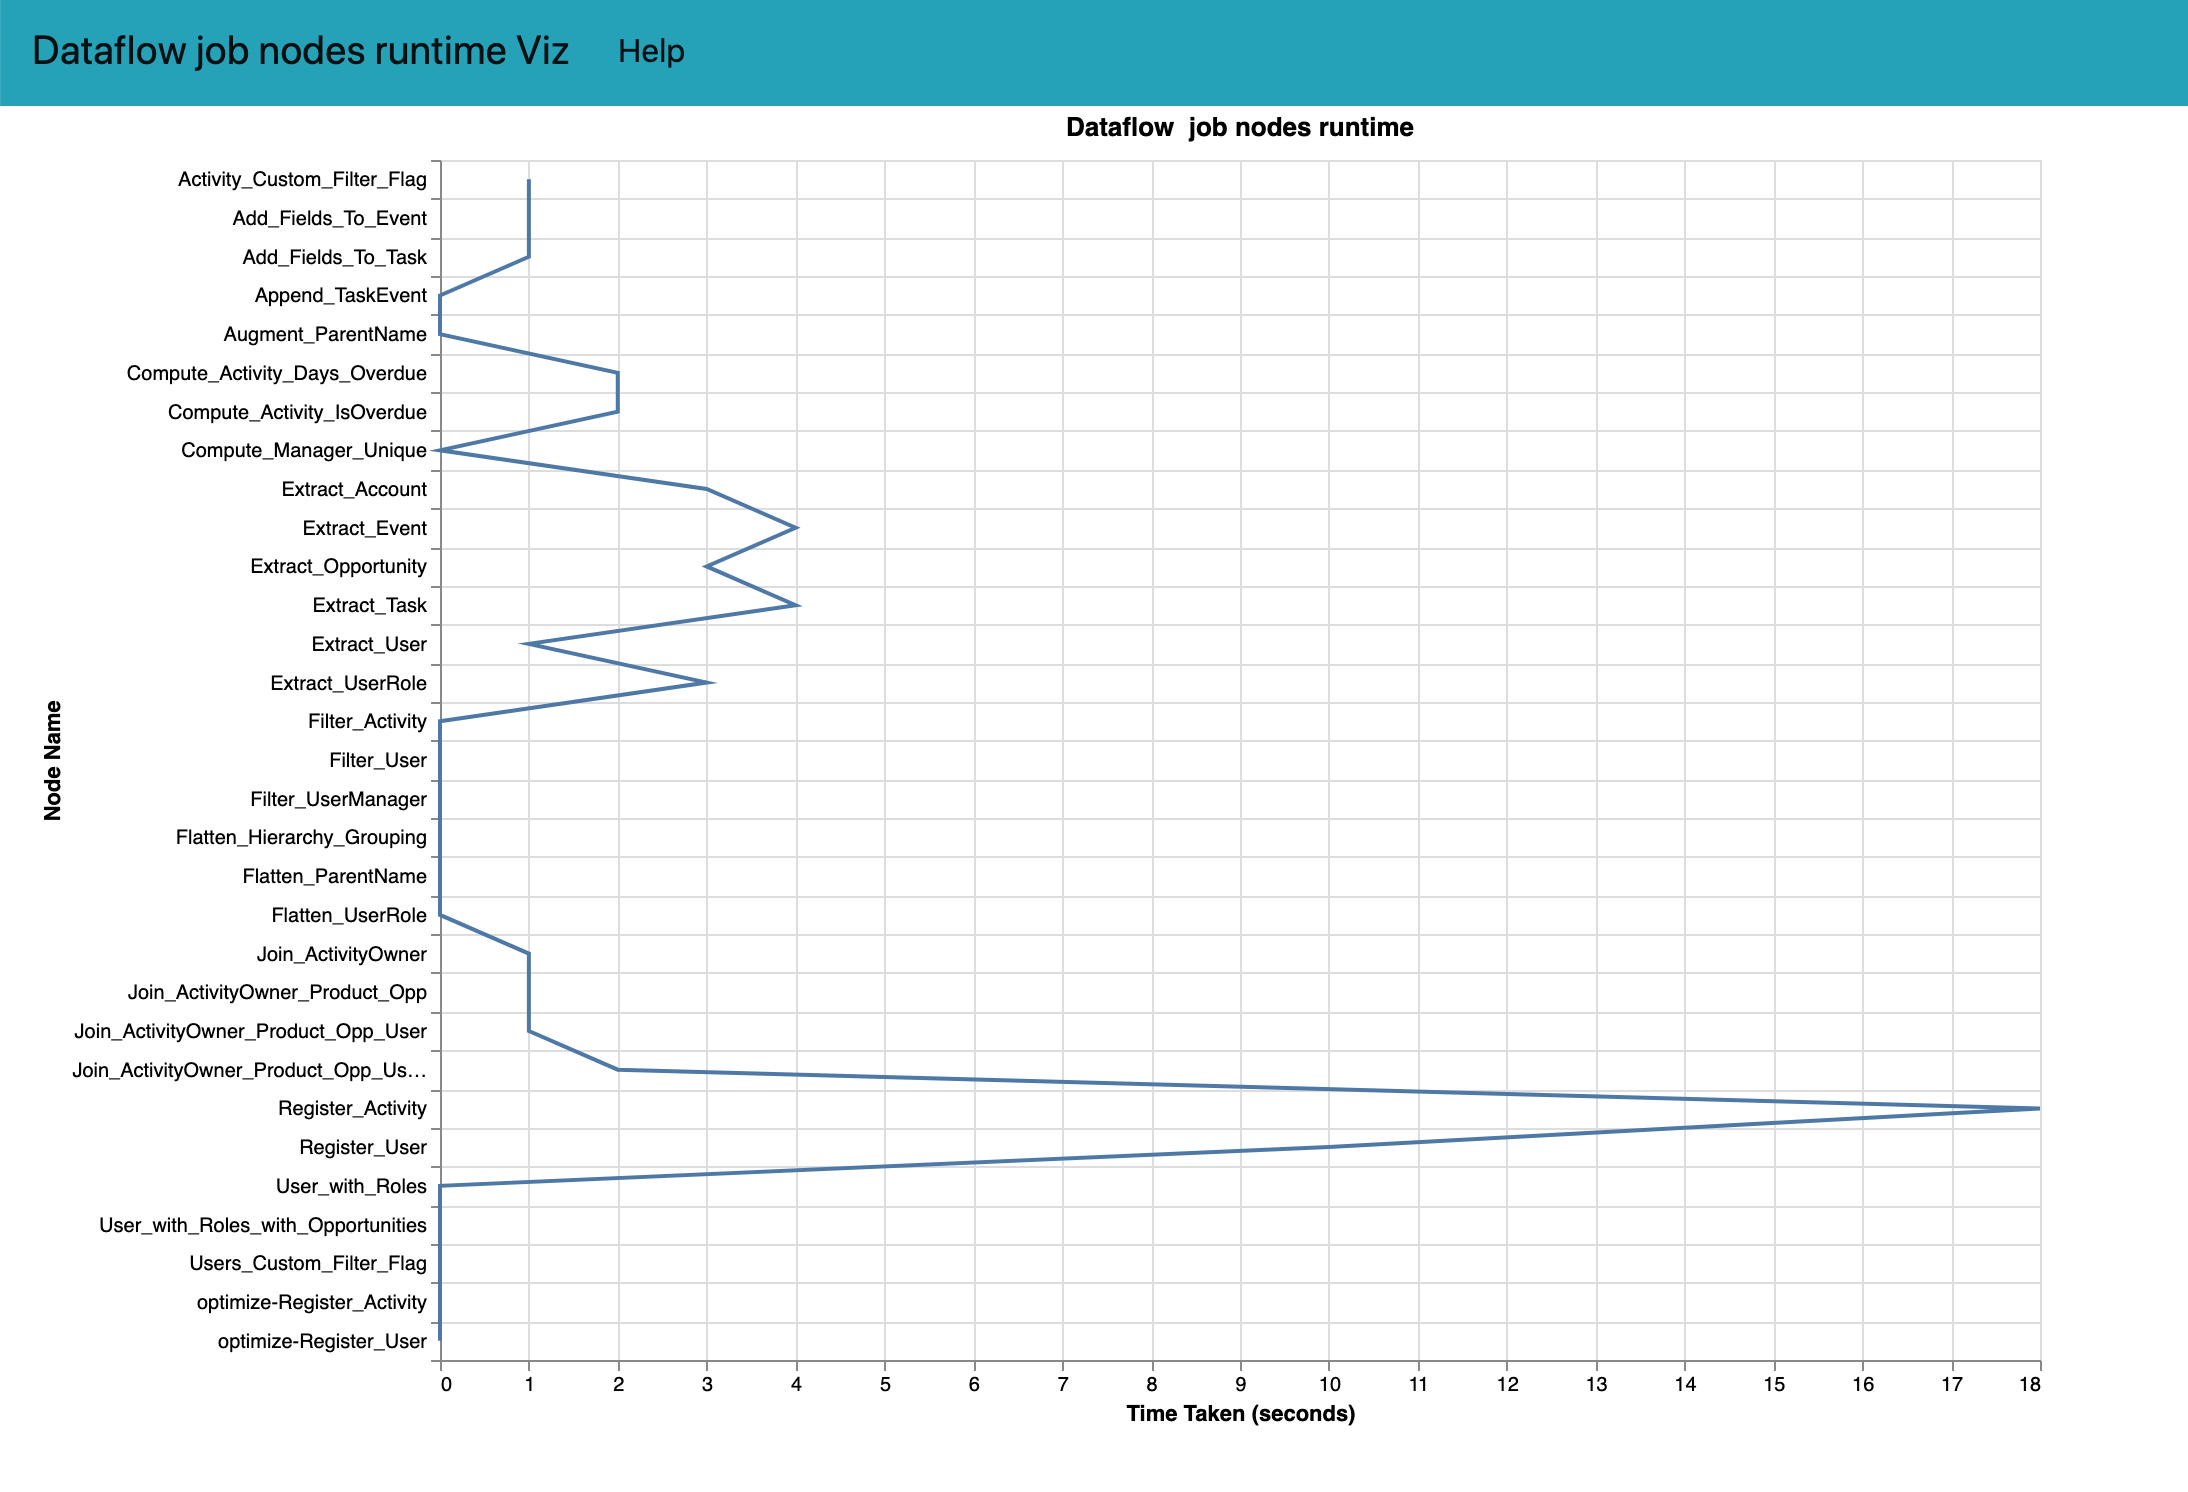 Dataflow job nodes runtime Viz Help
Dataflow job nodes runtime
Activity_Custom_Filter_Flag
Add_Fields_To_Event
Add_Fields_To_Task
Append_TaskEvent
Augment_ParentName
Compute_Activity_Days_Overdue
Compute_Activity_IsOverdue
Compute_Manager_Unique
Extract_Account
Extract_Event
Extract_Opportunity
Extract_Task
Extract_User
Extract_UserRole
Filter_Activity
Filter_User
Filter_UserManager
Flatten_Hierarchy_Grouping
Flatten_ParentName
Flatten_UserRole
Join_ActivityOwner
Join_ActivityOwner_Product_Opp
Join_ActivityOwner_Product_Opp_User
Join_ActivityOwner_Product_Opp_Us…
Register_Activity
Register_User
User_with_Roles
User_with_Roles_with_Opportunities
Users_Custom_Filter_Flag
optimize-Register_Activity
optimize-Register_User
Node Name
0 1 2 3 4 5 6 7 8 9 10 11 12 13 14 15 16 17 18
Time Taken (seconds)